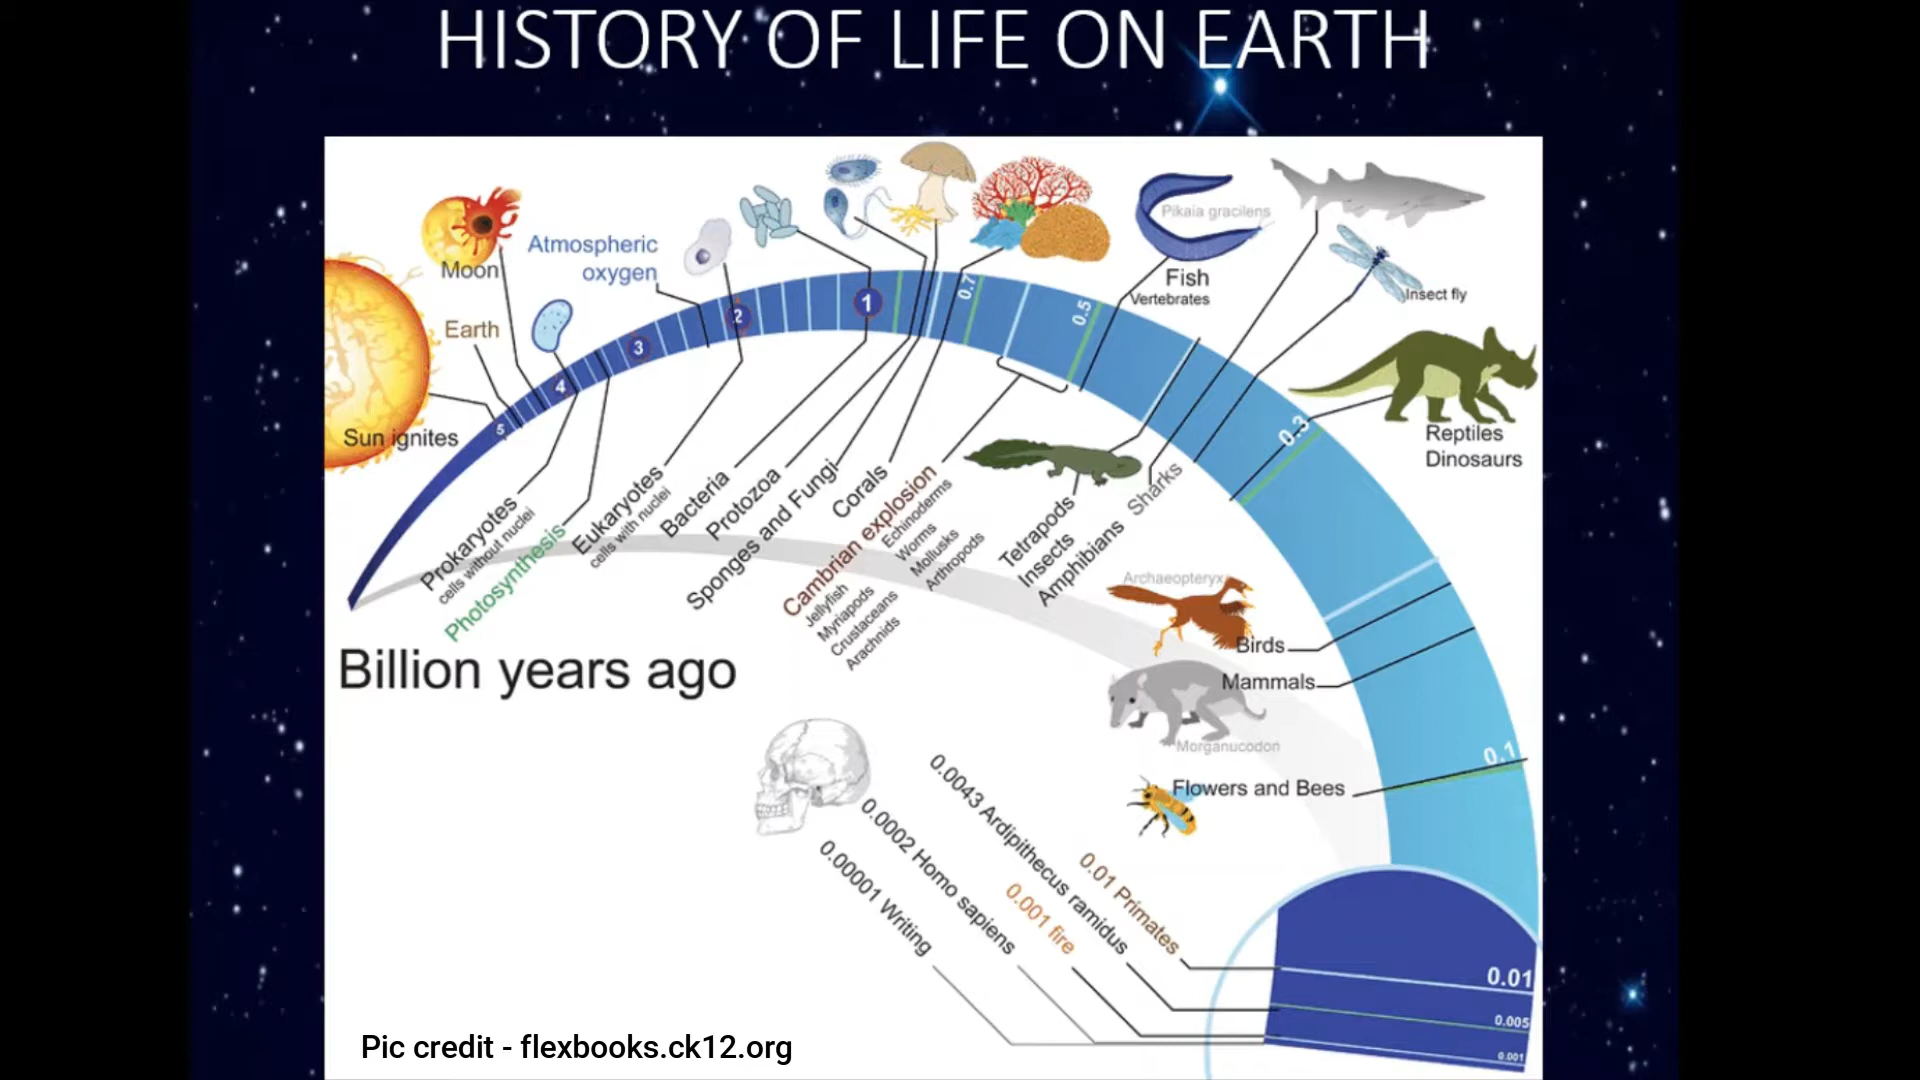 HISTORY OF LIFE ON EARTH
Moon
Earth
Sun ignites
Atmospheric
oxygen
Pikaia gracilens
Fish
Vertebrates
Insect fly
Reptiles
Dinosaurs
5
4
3
2
1
0.7
0.5
0.3
0.1
Prokaryotes
cells without nuclei
Photosynthesis
Eukaryotes
cells with nuclei
Bacteria
Protozoa
Sponges and Fungi
Corals
Cambrian explosion
Echinoderms
Worms
Mollusks
Arthropods
Jellyfish
Myriapods
Crustaceans
Arachnids
Tetrapods
Insects
Amphibians
Sharks
Archaeopteryx
Birds
Mammals
Morganucodon
Flowers and Bees
Billion years ago
0.01 Primates
0.0043 Ardipithecus ramidus
0.001 fire
0.0002 Homo sapiens
0.00001 Writing
0.01
0.005
0.001
Pic credit - flexbooks.ck12.org